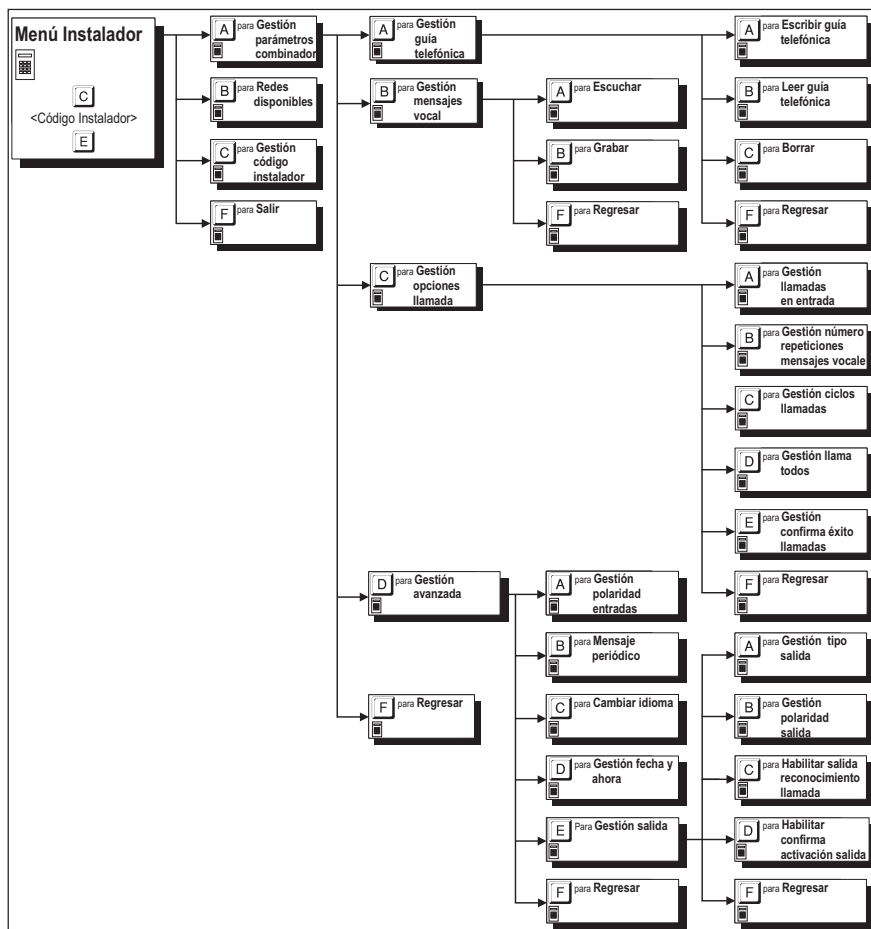 Menú Instalador
C
<Código Instalador>
E
A para Gestión
parámetros
combinador
B para Redes
disponibles
C para Gestión
código
instalador
F para Salir
A para Gestión
guía
telefónica
B para Gestión
mensajes
vocal
C para Gestión
opciones
llamada
D para Gestión
avanzada
F para Regresar
A para Escuchar
B para Grabar
F para Regresar
A para Gestión
polaridad
entradas
B para Mensaje
periódico
C para Cambiar idioma
D para Gestión fecha y
ahora
E Para Gestión salida
F para Regresar
A para Escribir guía
telefónica
B para Leer guía
telefónica
C para Borrar
F para Regresar
A para Gestión
llamadas
en entrada
B para Gestión número
repeticiones
mensajes vocale
C para Gestión ciclos
llamadas
D para Gestión llama
todos
E para Gestión
confirma éxito
llamadas
F para Regresar
A para Gestión tipo
salida
B para Gestión
polaridad
salida
C para Habilitar salida
reconocimiento
llamada
D para Habilitar
confirma
activación salida
F para Regresar